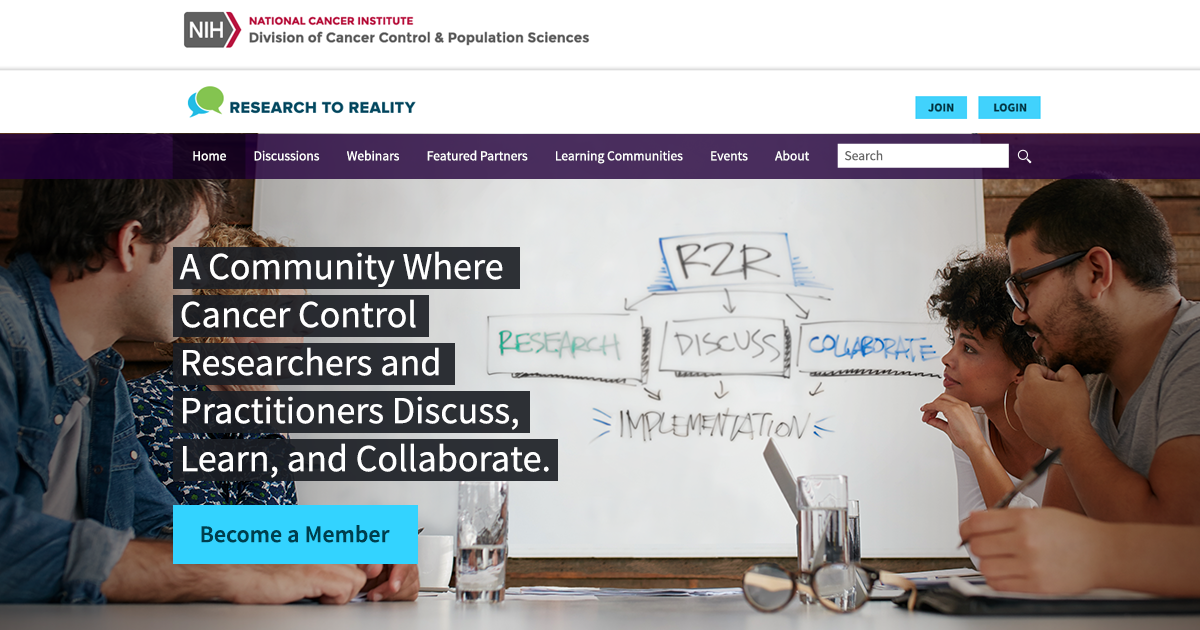 NIH
NATIONAL CANCER INSTITUTE
Division of Cancer Control & Population Sciences
RESEARCH TO REALITY
JOIN
LOGIN
Home
Discussions
Webinars
Featured Partners
Learning Communities
Events
About
Search
A Community Where
Cancer Control
Researchers and
Practitioners Discuss,
Learn, and Collaborate.
Become a Member
R2R
RESEARCH
DISCUSS
COLLABORATE
IMPLEMENTATION